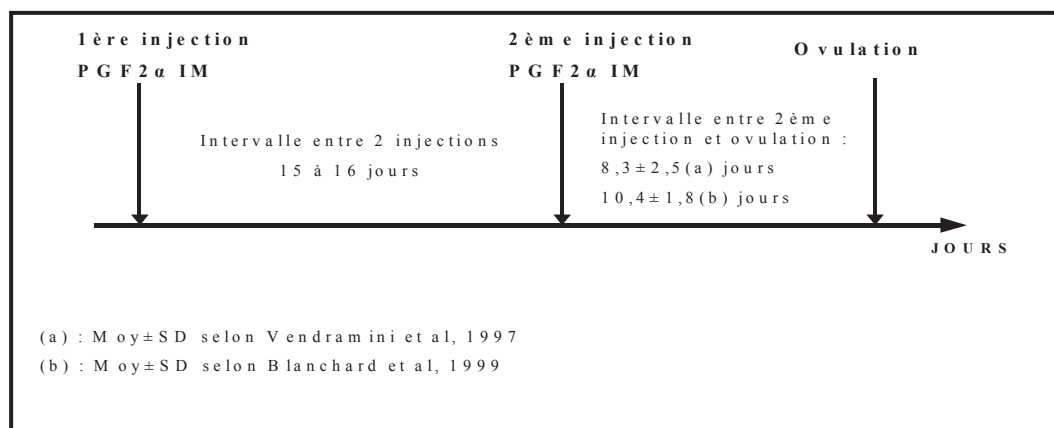 1ère injection
PGF2α IM
2ème injection
PGF2α IM
Ovulation
Intervalle entre 2 injections
15 à 16 jours
Intervalle entre 2ème
injection et ovulation :
8,3±2,5(a) jours
10,4±1,8(b) jours
JOURS
(a) : Moy±SD selon Vendramini et al, 1997
(b) : Moy±SD selon Blanchard et al, 1999